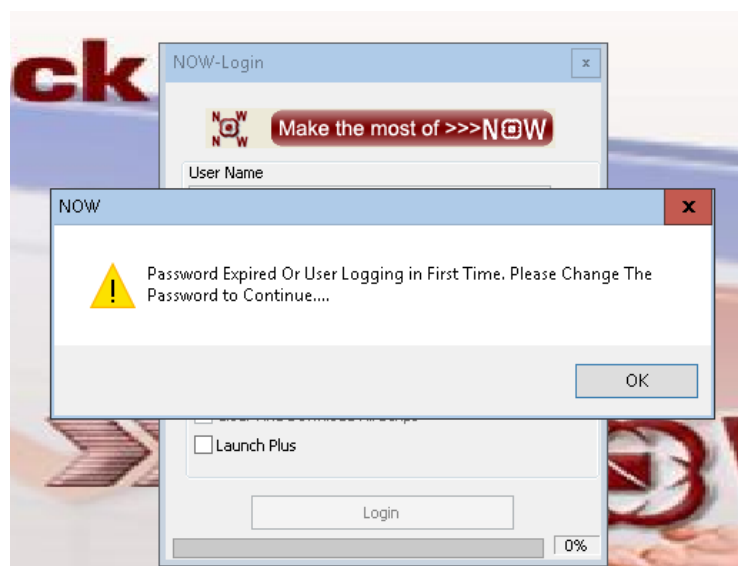 ck
NOW-Login
x
N W
N W
Make the most of >>>NOW
User Name
NOW
x
Password Expired Or User Logging in First Time. Please Change The
Password to Continue....
OK
Launch Plus
Login
0%